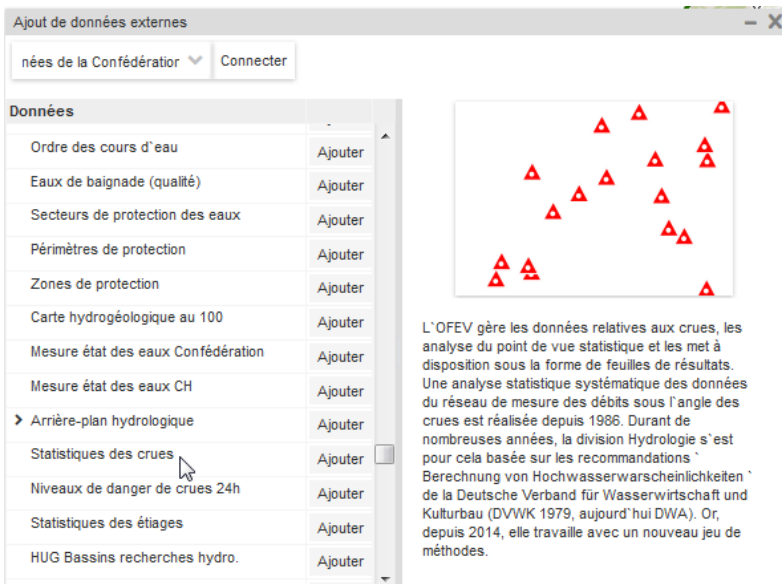 Ajout de données externes
nées de la Confédération
Connecter
Données
Ordre des cours d`eau Ajouter
Eaux de baignade (qualité) Ajouter
Secteurs de protection des eaux Ajouter
Périmètres de protection Ajouter
Zones de protection Ajouter
Carte hydrogéologique au 100 Ajouter
Mesure état des eaux Confédération Ajouter
Mesure état des eaux CH Ajouter
Arrière-plan hydrologique Ajouter
Statistiques des crues Ajouter
Niveaux de danger de crues 24h Ajouter
Statistiques des étiages Ajouter
HUG Bassins recherches hydro. Ajouter
L`OFEV gère les données relatives aux crues, les
analyse du point de vue statistique et les met à
disposition sous la forme de feuilles de résultats.
Une analyse statistique systématique des données
du réseau de mesure des débits sous l`angle des
crues est réalisée depuis 1986. Durant de
nombreuses années, la division Hydrologie s`est
pour cela basée sur les recommandations `
Berechnung von Hochwasserwarscheinlichkeiten `
de la Deutsche Verband für Wasserwirtschaft und
Kulturbau (DVWK 1979, aujourd`hui DWA). Or,
depuis 2014, elle travaille avec un nouveau jeu de
méthodes.